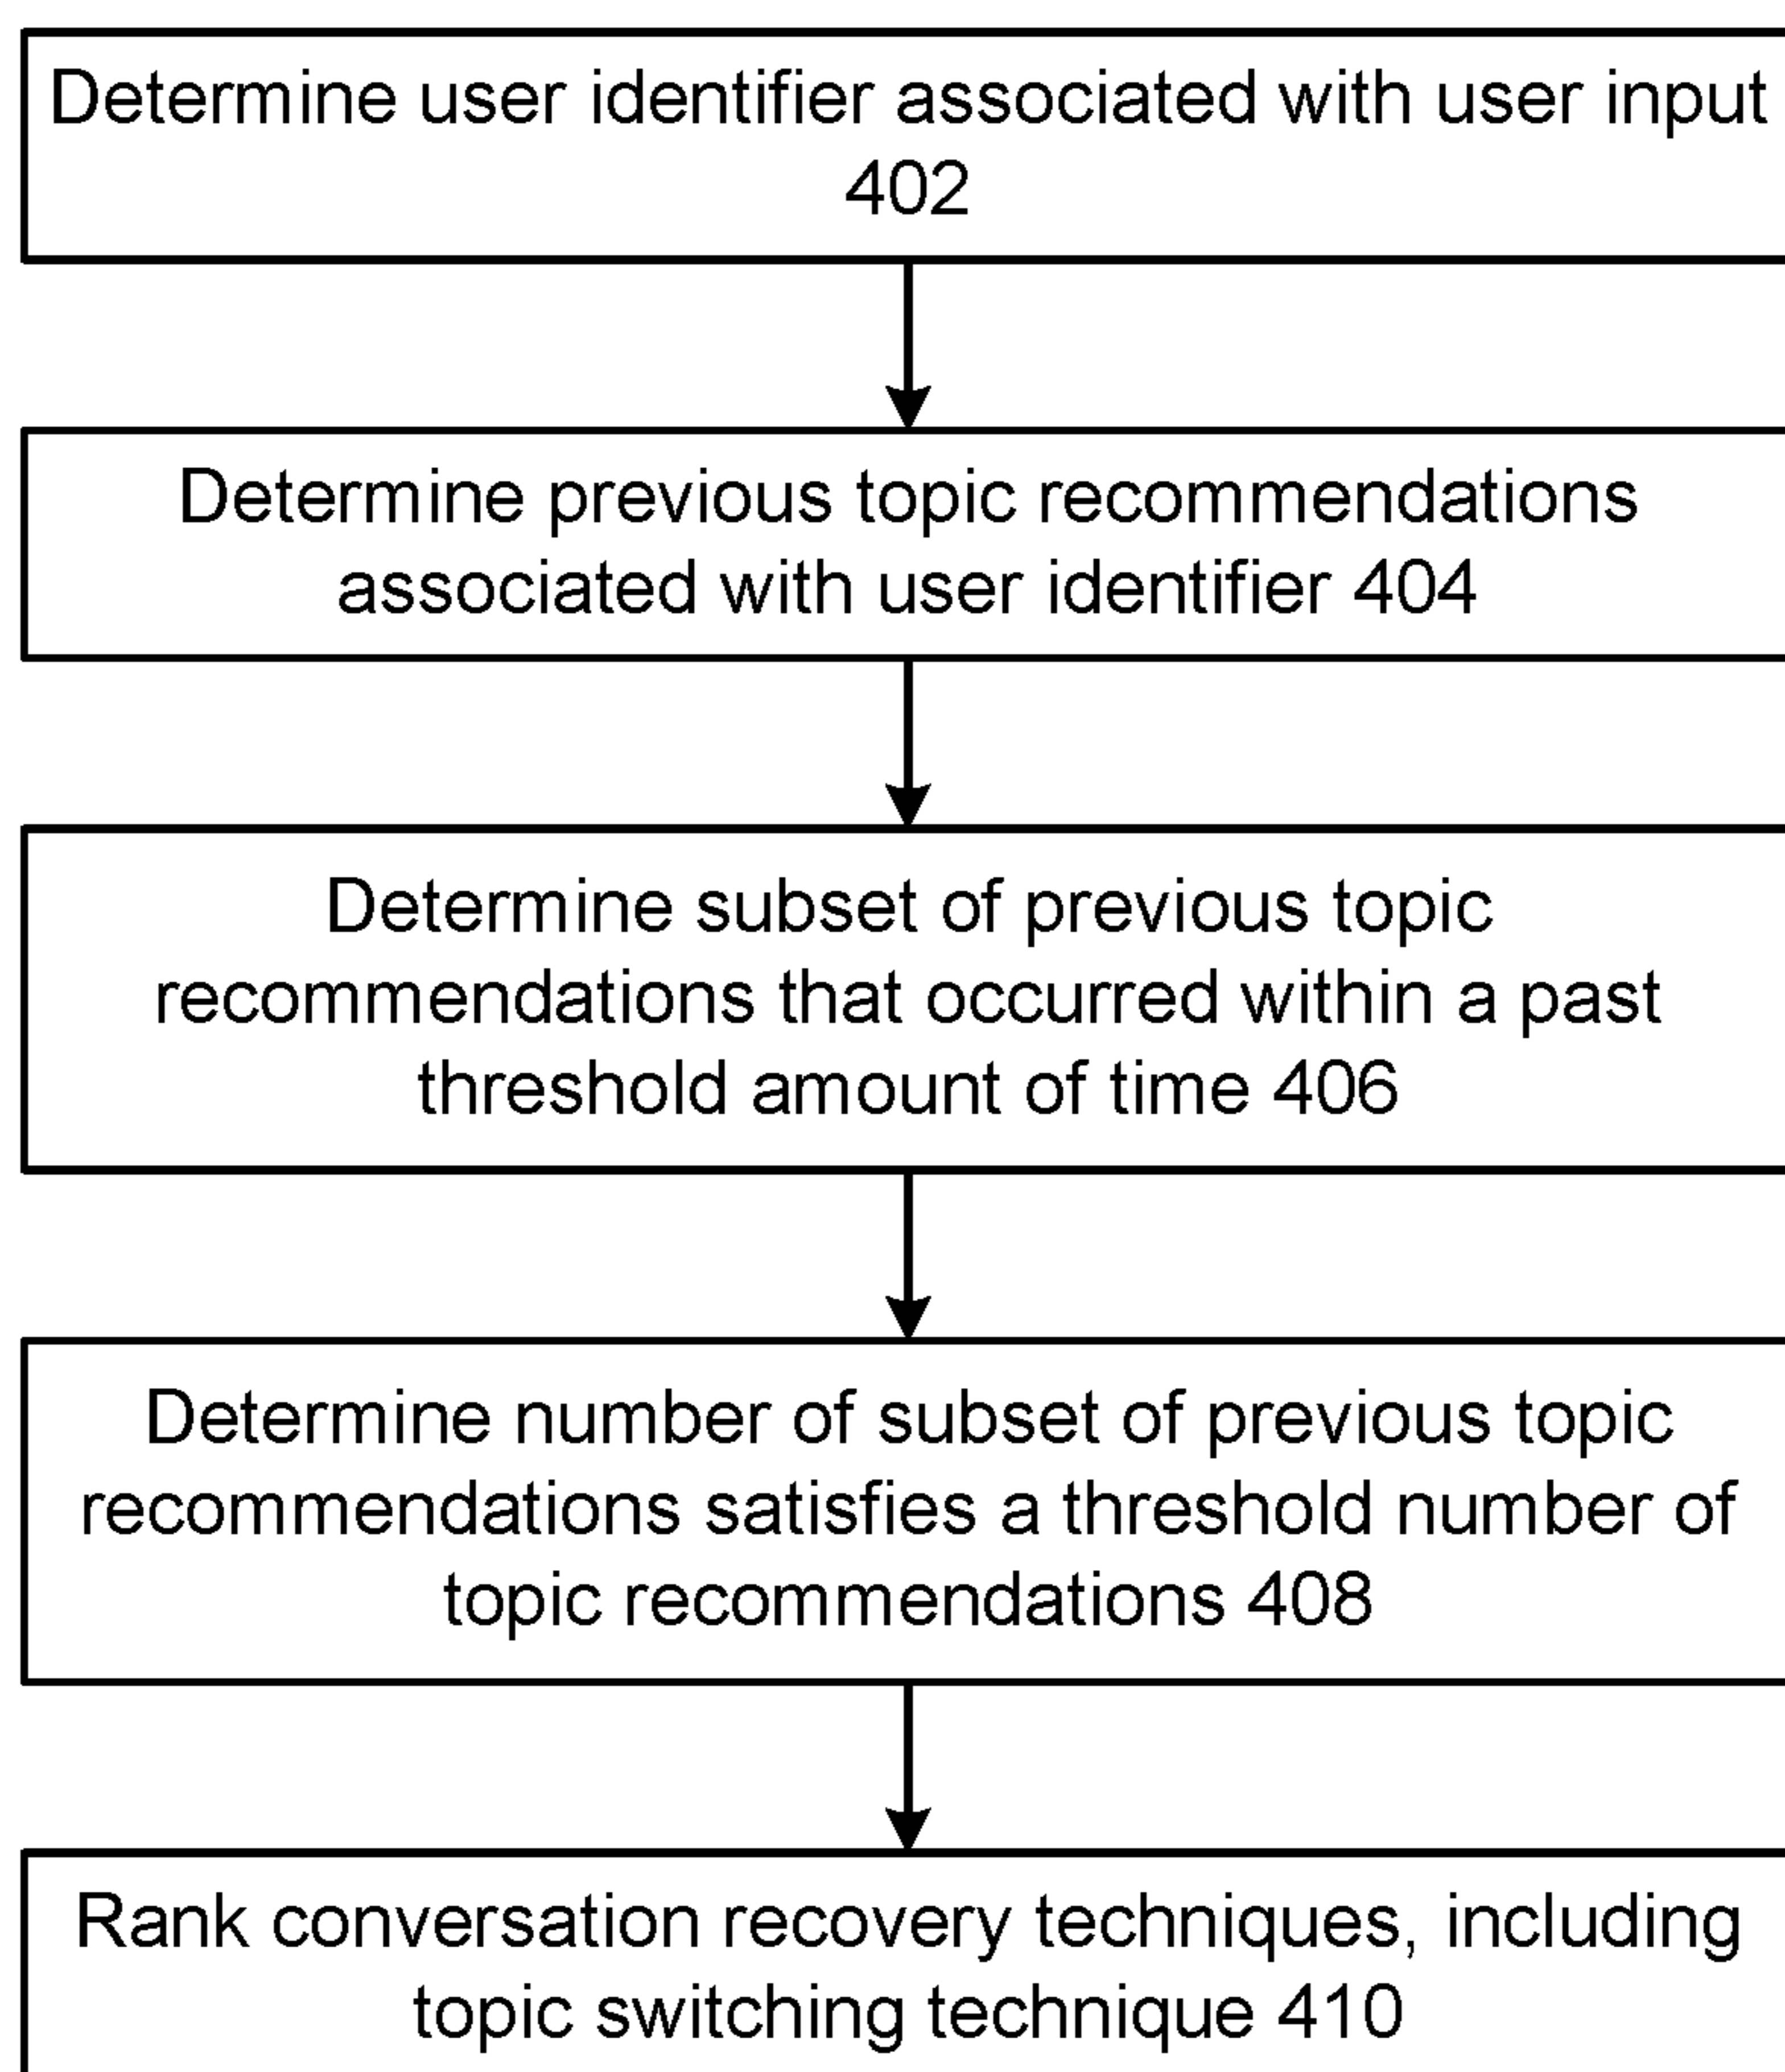 Determine user identifier associated with user input
402
Determine previous topic recommendations
associated with user identifier 404
Determine subset of previous topic
recommendations that occurred within a past
threshold amount of time 406
Determine number of subset of previous topic
recommendations satisfies a threshold number of
topic recommendations 408
Rank conversation recovery techniques, including
topic switching technique 410